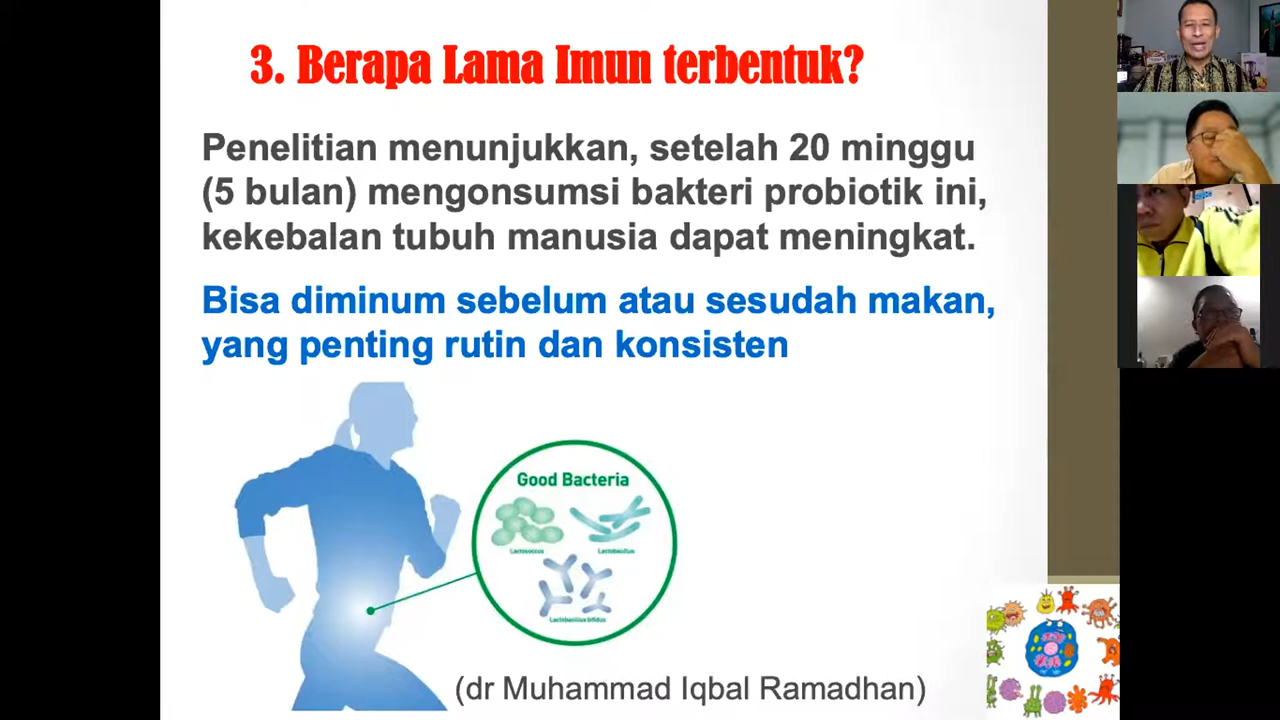 3. Berapa Lama Imun terbentuk?
Penelitian menunjukkan, setelah 20 minggu
(5 bulan) mengonsumsi bakteri probiotik ini,
kekebalan tubuh manusia dapat meningkat.
Bisa diminum sebelum atau sesudah makan,
yang penting rutin dan konsisten
Good Bacteria
Lactococcus
Lactobacillus
Lactobacillus bifidus
(dr Muhammad Iqbal Ramadhan)